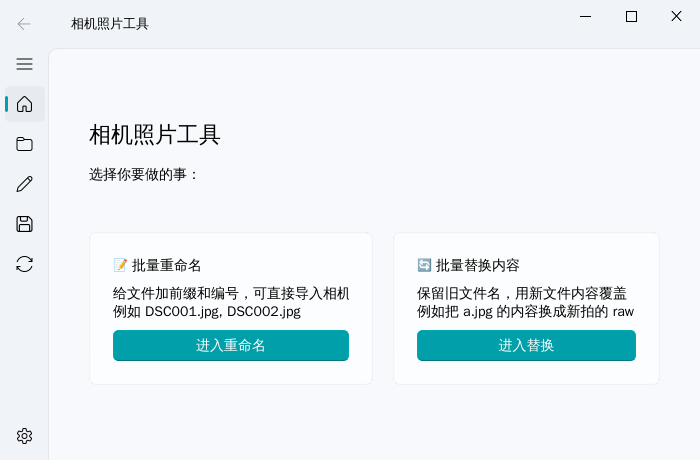 相机照片工具
相机照片工具
选择你要做的事：
📝 批量重命名
给文件加前缀和编号，可直接导入相机
例如 DSC001.jpg, DSC002.jpg
进入重命名
🔄 批量替换内容
保留旧文件名，用新文件内容覆盖
例如把 a.jpg 的内容换成新拍的 raw
进入替换